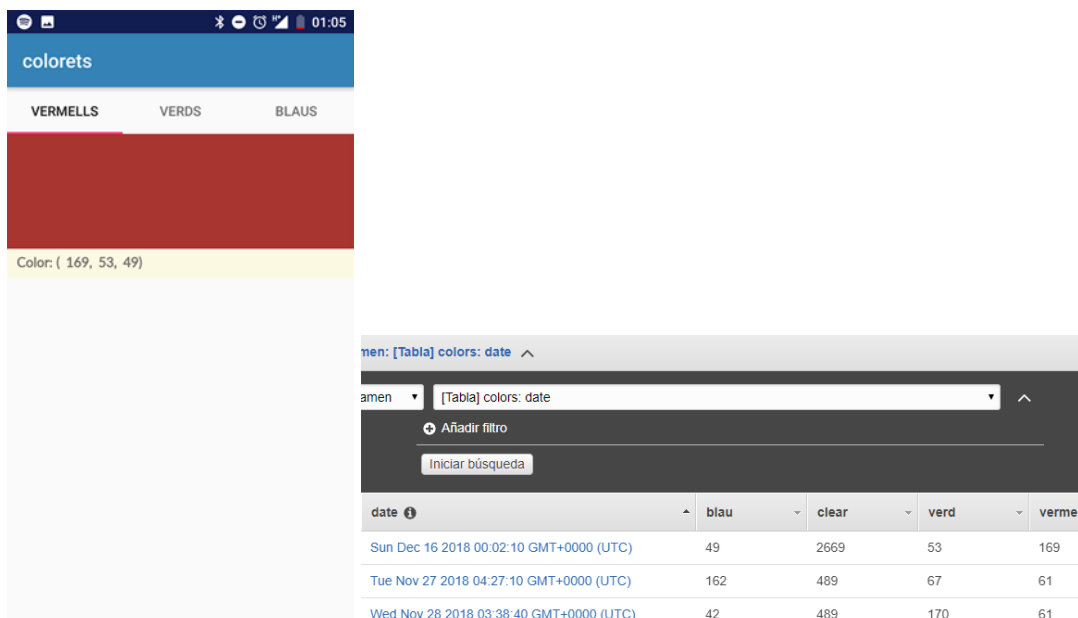 01:05
colorets
VERMELLS VERDS BLAUS
Color: ( 169, 53, 49)
men: [Tabla] colors: date
amen [Tabla] colors: date
Añadir filtro
Iniciar búsqueda
date blau clear verd verme
Sun Dec 16 2018 00:02:10 GMT+0000 (UTC) 49 2669 53 169
Tue Nov 27 2018 04:27:10 GMT+0000 (UTC) 162 489 67 61
Wed Nov 28 2018 03:38:40 GMT+0000 (UTC) 42 489 170 61